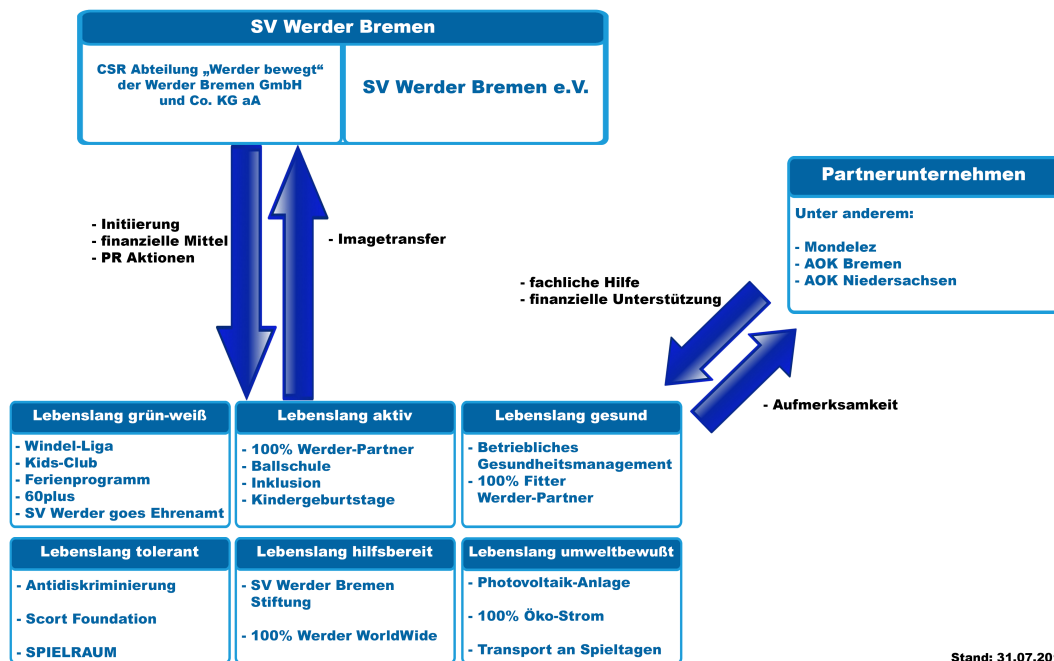 SV Werder Bremen
CSR Abteilung „Werder bewegt“
der Werder Bremen GmbH
und Co. KG aA
SV Werder Bremen e.V.
Partnerunternehmen
Unter anderem:
- Mondelez
- AOK Bremen
- AOK Niedersachsen
- Initiierung
- finanzielle Mittel
- PR Aktionen
- Imagetransfer
- fachliche Hilfe
- finanzielle Unterstützung
- Aufmerksamkeit
Lebenslang grün-weiß
- Windel-Liga
- Kids-Club
- Ferienprogramm
- 60plus
- SV Werder goes Ehrenamt
Lebenslang aktiv
- 100% Werder-Partner
- Ballschule
- Inklusion
- Kindergeburtstage
Lebenslang gesund
- Betriebliches
Gesundheitsmanagement
- 100% Fitter
Werder-Partner
Lebenslang tolerant
- Antidiskriminierung
- Scort Foundation
- SPIELRAUM
Lebenslang hilfsbereit
- SV Werder Bremen
Stiftung
- 100% Werder WorldWide
Lebenslang umweltbewußt
- Photovoltaik-Anlage
- 100% Öko-Strom
- Transport an Spieltagen
Stand: 31.07.20